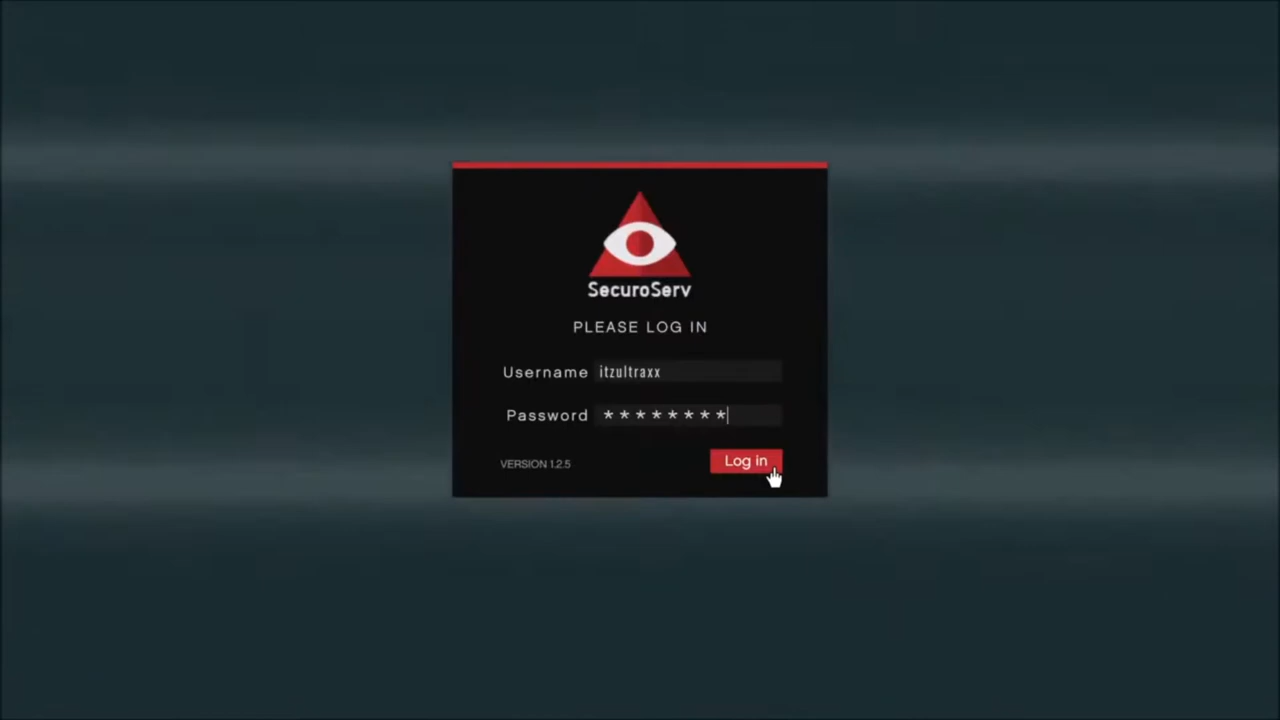 SecuroServ
PLEASE LOG IN
Username itzultraxx
Password ********
VERSION 1.2.5 Log in